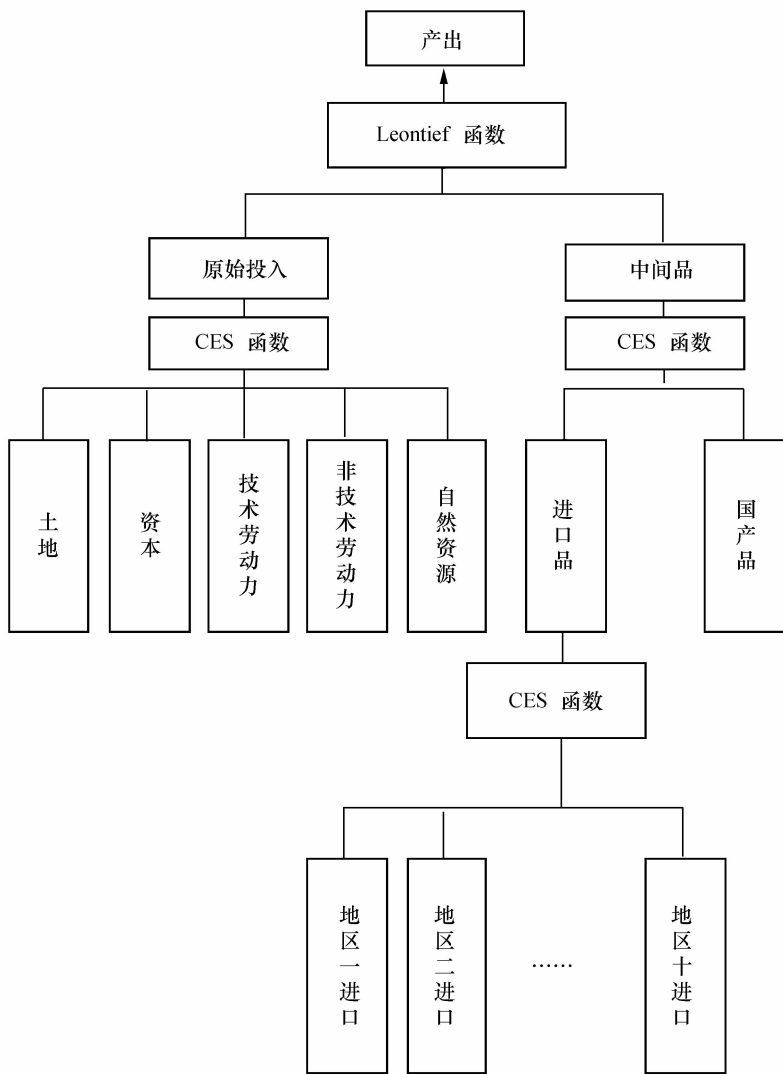 产出
Leontief 函数
原始投入
中间品
CES 函数
CES 函数
土地
资本
技术劳动力
非技术劳动力
自然资源
进口品
国产品
CES 函数
地区一进口
地区二进口
……
地区十进口